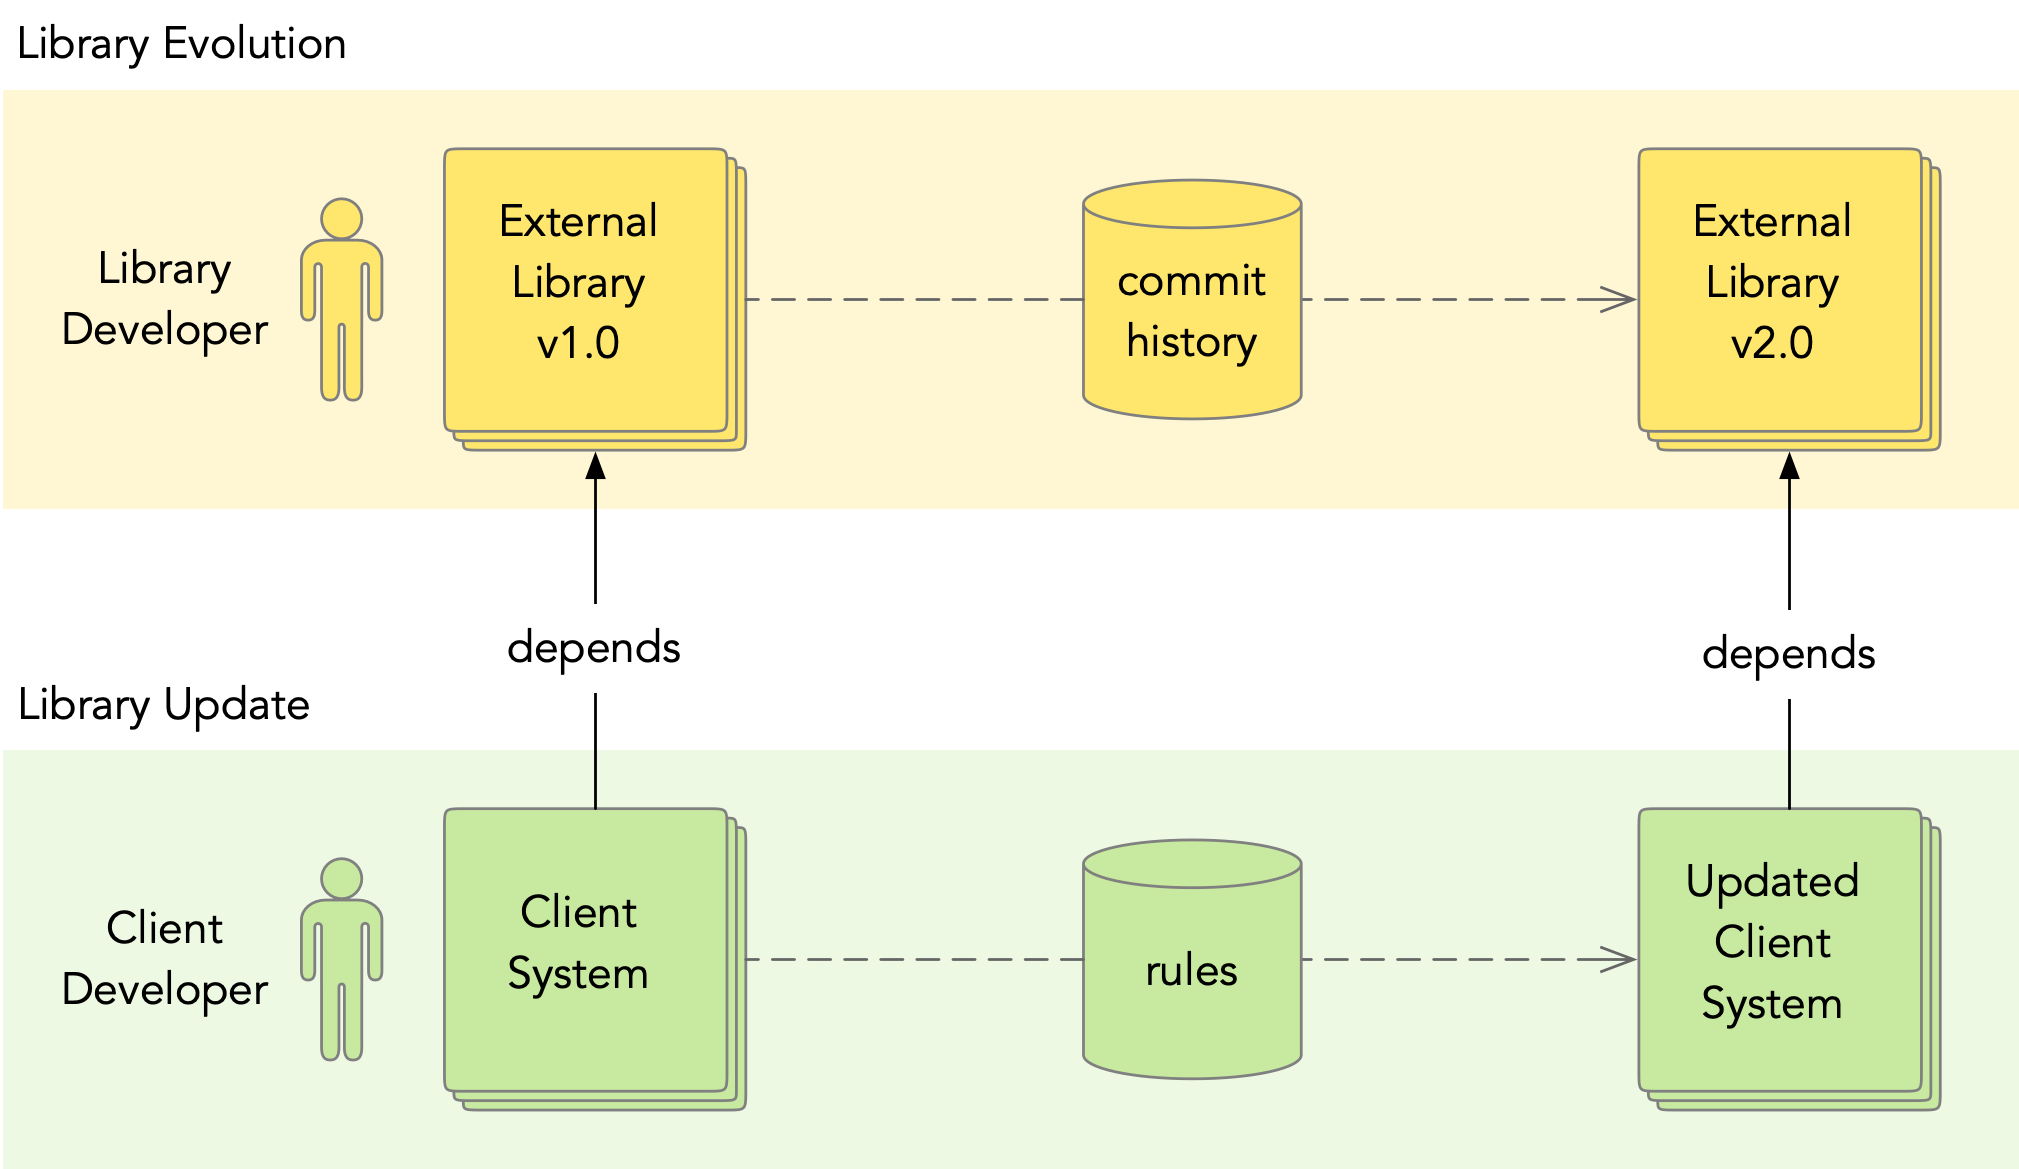 Library Evolution
Library
Developer
External
Library
v1.0
commit
history
External
Library
v2.0
depends
depends
Library Update
Client
Developer
Client
System
rules
Updated
Client
System